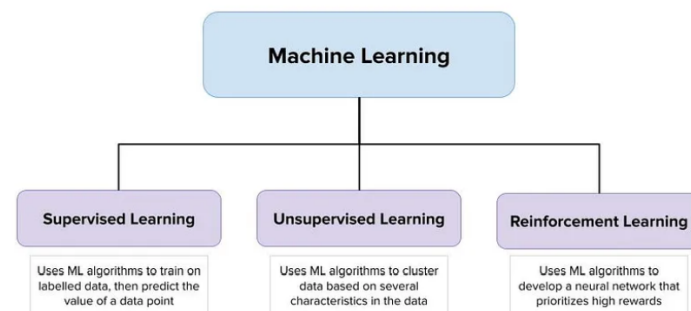 Machine Learning
Supervised Learning
Unsupervised Learning
Reinforcement Learning
Uses ML algorithms to train on
labelled data, then predict the
value of a data point
Uses ML algorithms to cluster
data based on several
characteristics in the data
Uses ML algorithms to
develop a neural network that
prioritizes high rewards